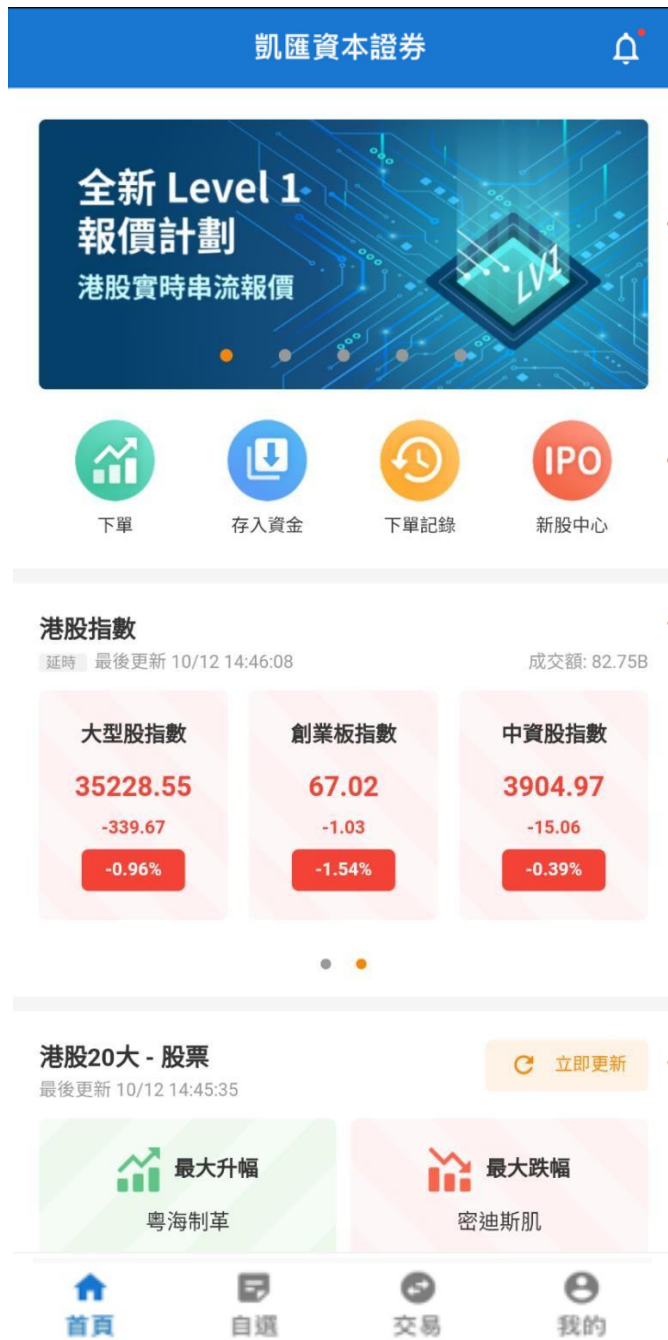 凱匯資本證券
全新 Level 1
報價計劃
港股實時串流報價
LV1
IPO
下單 存入資金 下單記錄 新股中心
港股指數
延時 最後更新 10/12 14:46:08 成交額: 82.75B
大型股指數 創業板指數 中資股指數
35228.55 67.02 3904.97
-339.67 -1.03 -15.06
-0.96% -1.54% -0.39%
港股20大 - 股票 立即更新
最後更新 10/12 14:45:35
最大升幅 最大跌幅
粵海制革 密迪斯肌
首頁 自選 交易 我的